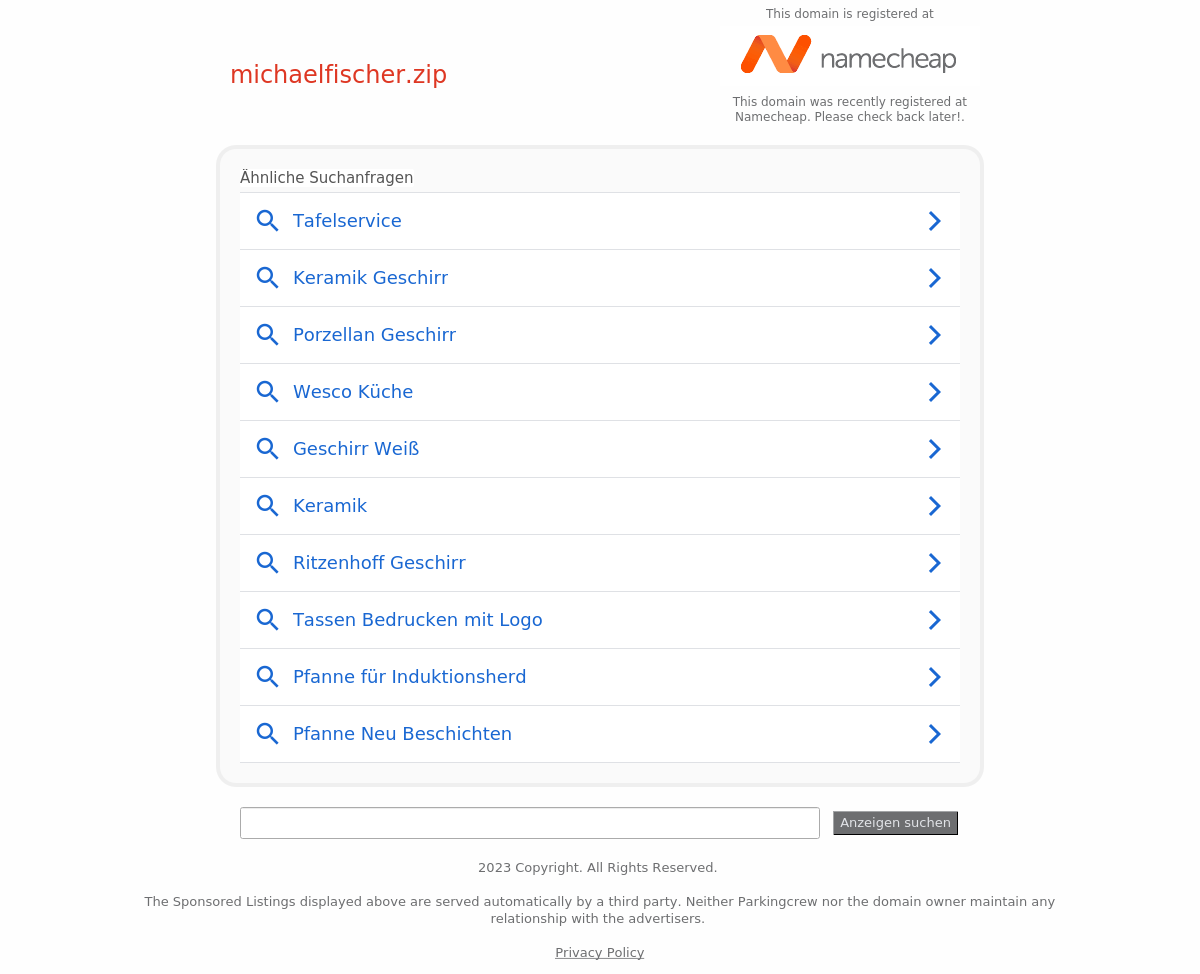 This domain is registered at
namecheap
michaelfischer.zip
This domain was recently registered at
Namecheap. Please check back later!.
Ähnliche Suchanfragen
Tafelservice
Keramik Geschirr
Porzellan Geschirr
Wesco Küche
Geschirr Weiß
Keramik
Ritzenhoff Geschirr
Tassen Bedrucken mit Logo
Pfanne für Induktionsherd
Pfanne Neu Beschichten
Anzeigen suchen
2023 Copyright. All Rights Reserved.
The Sponsored Listings displayed above are served automatically by a third party. Neither Parkingcrew nor the domain owner maintain any
relationship with the advertisers.
Privacy Policy